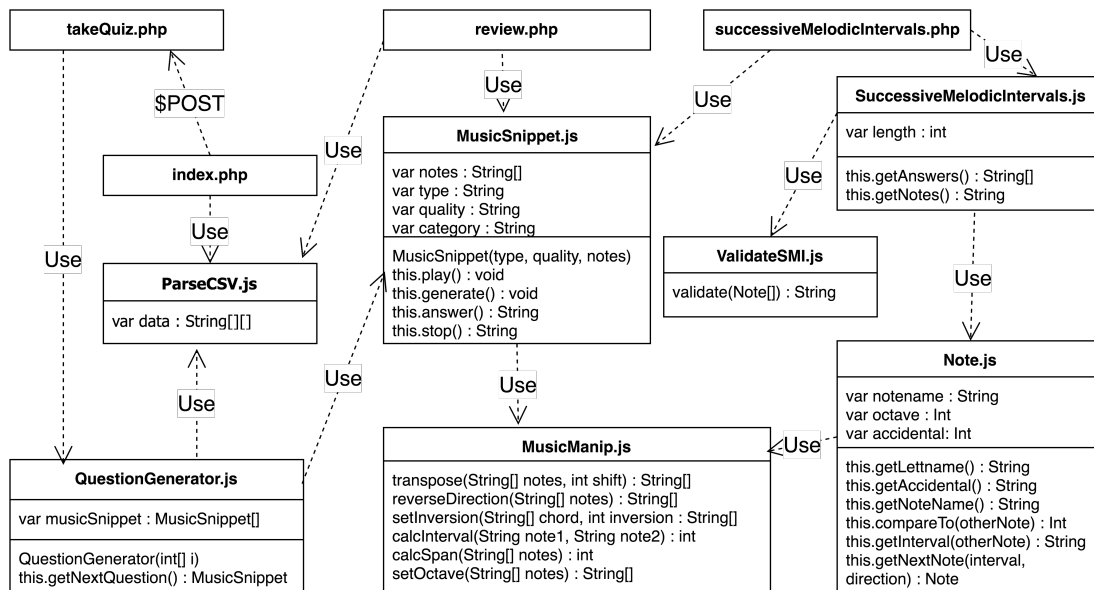 takeQuiz.php
review.php
successiveMelodicIntervals.php
Use
$POST
Use
Use
Use
SuccessiveMelodicIntervals.js
var length : int
this.getAnswers() : String[]
this.getNotes() : String
MusicSnippet.js
var notes : String[]
var type : String
var quality : String
var category : String
MusicSnippet(type, quality, notes)
this.play() : void
this.generate() : void
this.answer() : String
this.stop() : String
index.php
Use
Use
Use
ParseCSV.js
var data : String[][]
ValidateSMI.js
validate(Note[]) : String
Use
Use
Use
Use
Use
Note.js
var notename : String
var octave : Int
var accidental: Int
this.getLettname() : String
this.getAccidental() : String
this.getNoteName() : String
this.compareTo(otherNote) : Int
this.getInterval(otherNote) : String
this.getNextNote(interval,
direction) : Note
Use
MusicManip.js
transpose(String[] notes, int shift) : String[]
reverseDirection(String[] notes) : String[]
setInversion(String[] chord, int inversion : String[]
calcInterval(String note1, String note2) : int
calcSpan(String[] notes) : int
setOctave(String[] notes) : String[]
QuestionGenerator.js
var musicSnippet : MusicSnippet[]
QuestionGenerator(int[] i)
this.getNextQuestion() : MusicSnippet